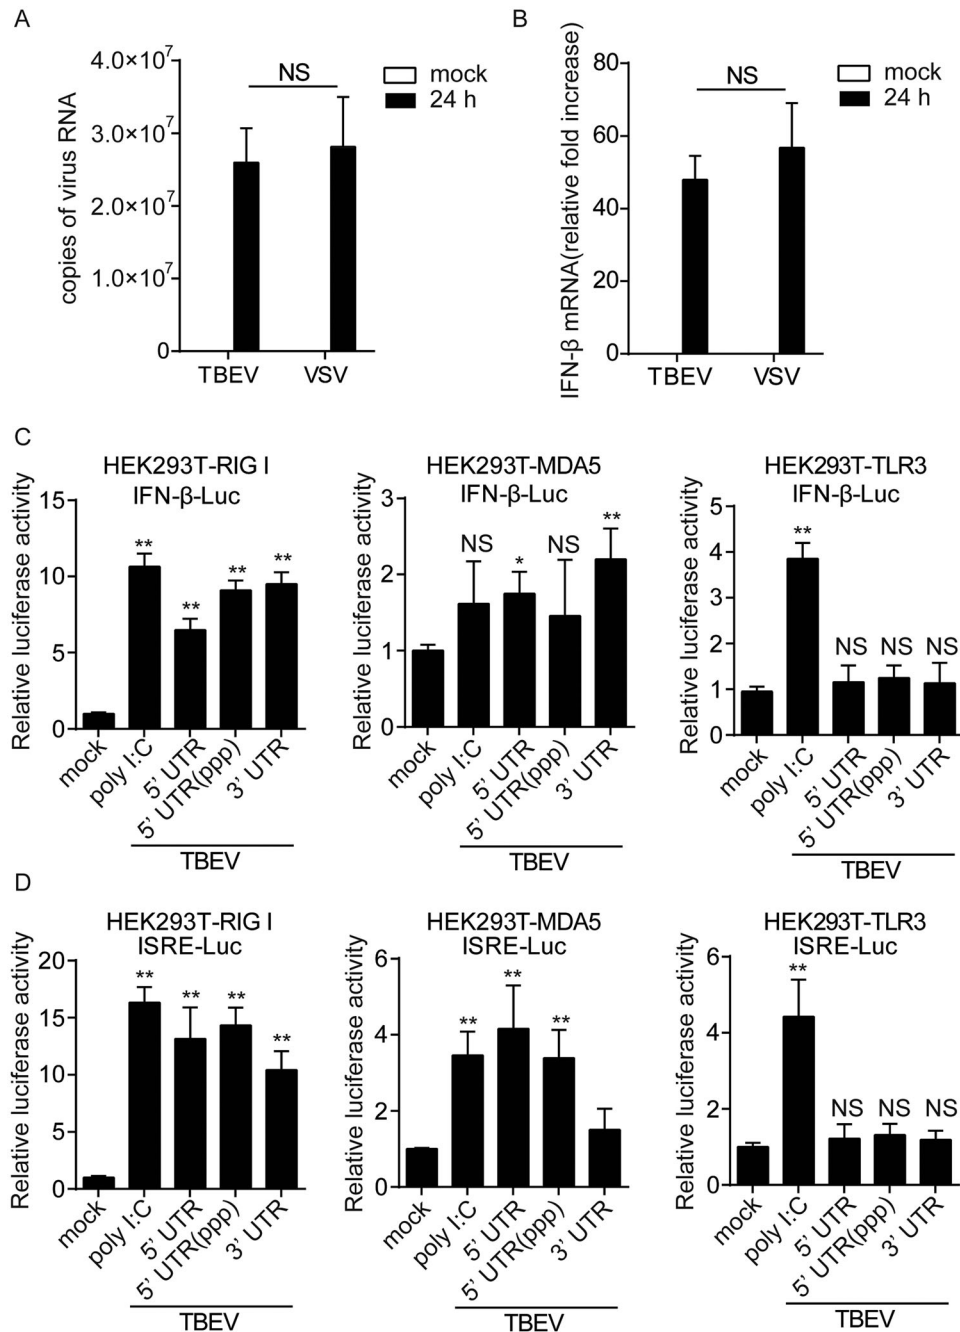 A
copies of virus RNA
4.0×10⁷
3.0×10⁷
2.0×10⁷
1.0×10⁷
0
NS
mock
24 h
TBEV VSV
B
IFN-β mRNA(relative fold increase)
80
60
40
20
0
NS
mock
24 h
TBEV VSV
C
HEK293T-RIG I
IFN-β-Luc
Relative luciferase activity
15
10
5
0
** ** ** **
mock
poly I:C
5' UTR
5' UTR(ppp)
3' UTR
TBEV
HEK293T-MDA5
IFN-β-Luc
Relative luciferase activity
3
2
1
0
NS * NS **
mock
poly I:C
5' UTR
5' UTR(ppp)
3' UTR
TBEV
HEK293T-TLR3
IFN-β-Luc
Relative luciferase activity
5
4
3
2
1
0
** NS NS NS
mock
poly I:C
5' UTR
5' UTR(ppp)
3' UTR
TBEV
D
HEK293T-RIG I
ISRE-Luc
Relative luciferase activity
20
15
10
5
0
** ** ** **
mock
poly I:C
5' UTR
5' UTR(ppp)
3' UTR
TBEV
HEK293T-MDA5
ISRE-Luc
Relative luciferase activity
6
4
2
0
** ** **
mock
poly I:C
5' UTR
5' UTR(ppp)
3' UTR
TBEV
HEK293T-TLR3
ISRE-Luc
Relative luciferase activity
6
4
2
0
** NS NS NS
mock
poly I:C
5' UTR
5' UTR(ppp)
3' UTR
TBEV